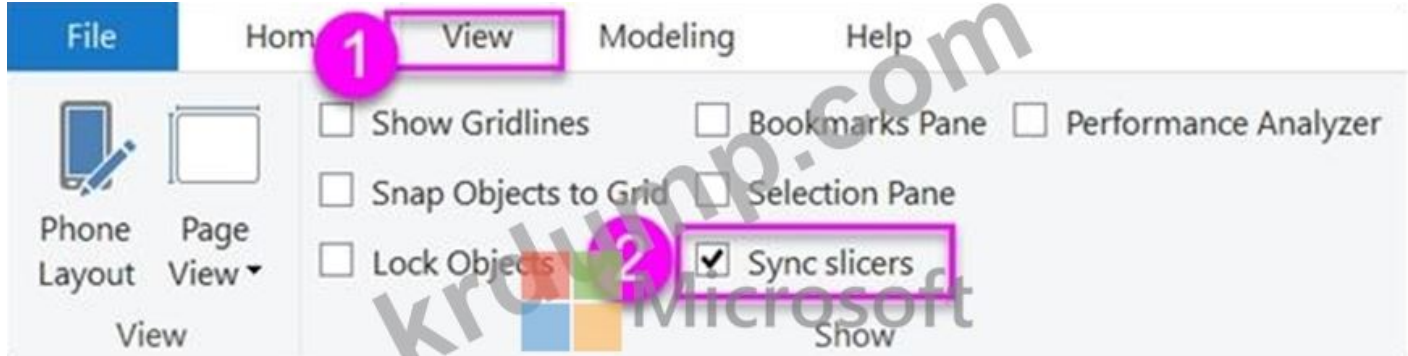 File Hom View Modeling Help
1
Show Gridlines Bookmarks Pane Performance Analyzer
Snap Objects to Grid Selection Pane
Phone Layout
Page View
Lock Objects Sync slicers
2
View Show
krdump.com
Microsoft